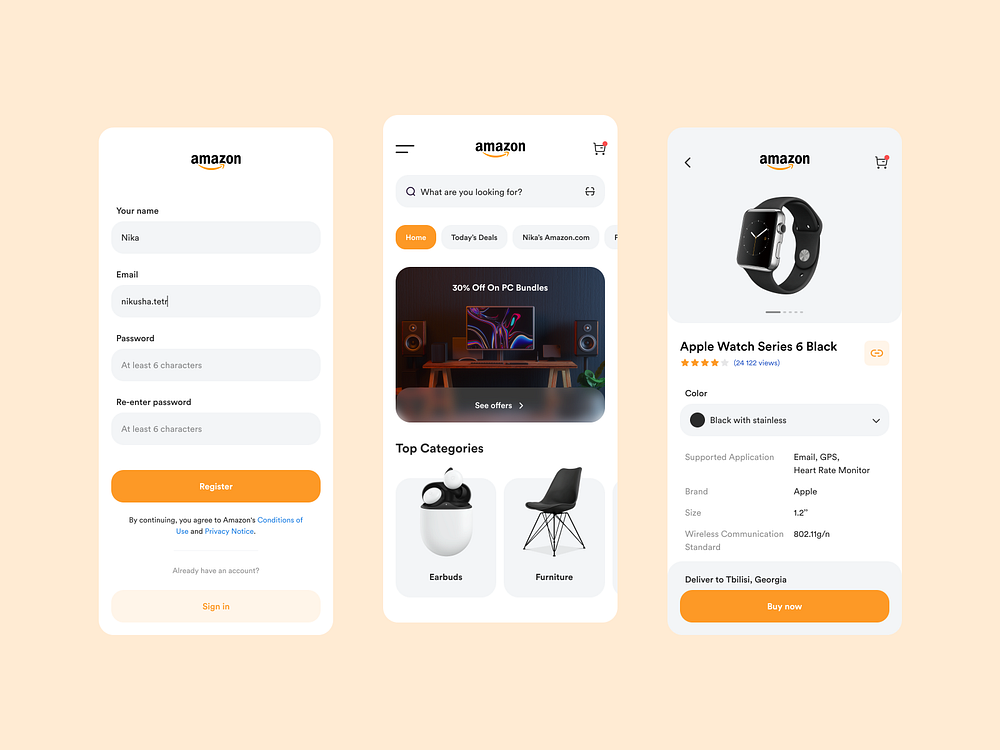 amazon
Your name
Nika
Email
nikusha.tetr
Password
At least 6 characters
Re-enter password
At least 6 characters
Register
By continuing, you agree to Amazon's Conditions of
Use and Privacy Notice.
Already have an account?
Sign in
amazon
What are you looking for?
Home
Today's Deals
Nika's Amazon.com
30% Off On PC Bundles
See offers
Top Categories
Earbuds
Furniture
amazon
Apple Watch Series 6 Black
(24 122 views)
Color
Black with stainless
Supported Application
Email, GPS,
Heart Rate Monitor
Brand
Apple
Size
1.2”
Wireless Communication
Standard
802.11g/n
Deliver to Tbilisi, Georgia
Buy now